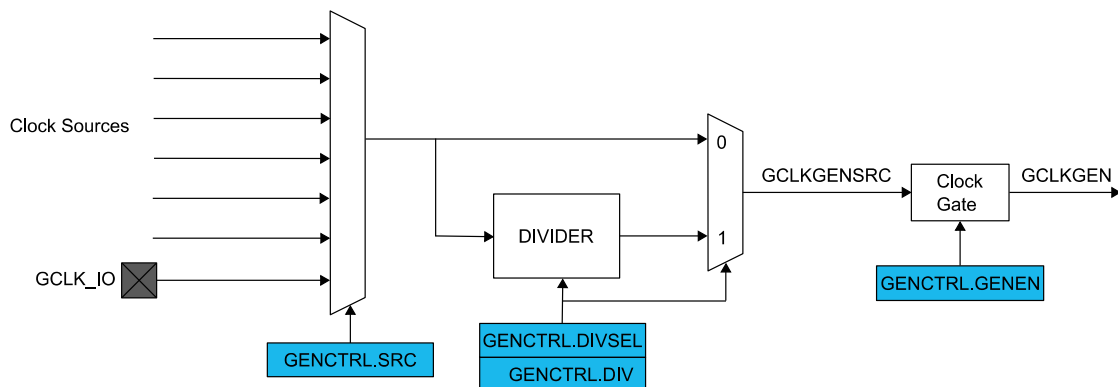 Clock Sources
GCLK_IO
GENCTRL.SRC
DIVIDER
GENCTRL.DIVSEL
GENCTRL.DIV
0
1
GCLKGENSRC
Clock
Gate
GCLKGEN
GENCTRL.GENEN